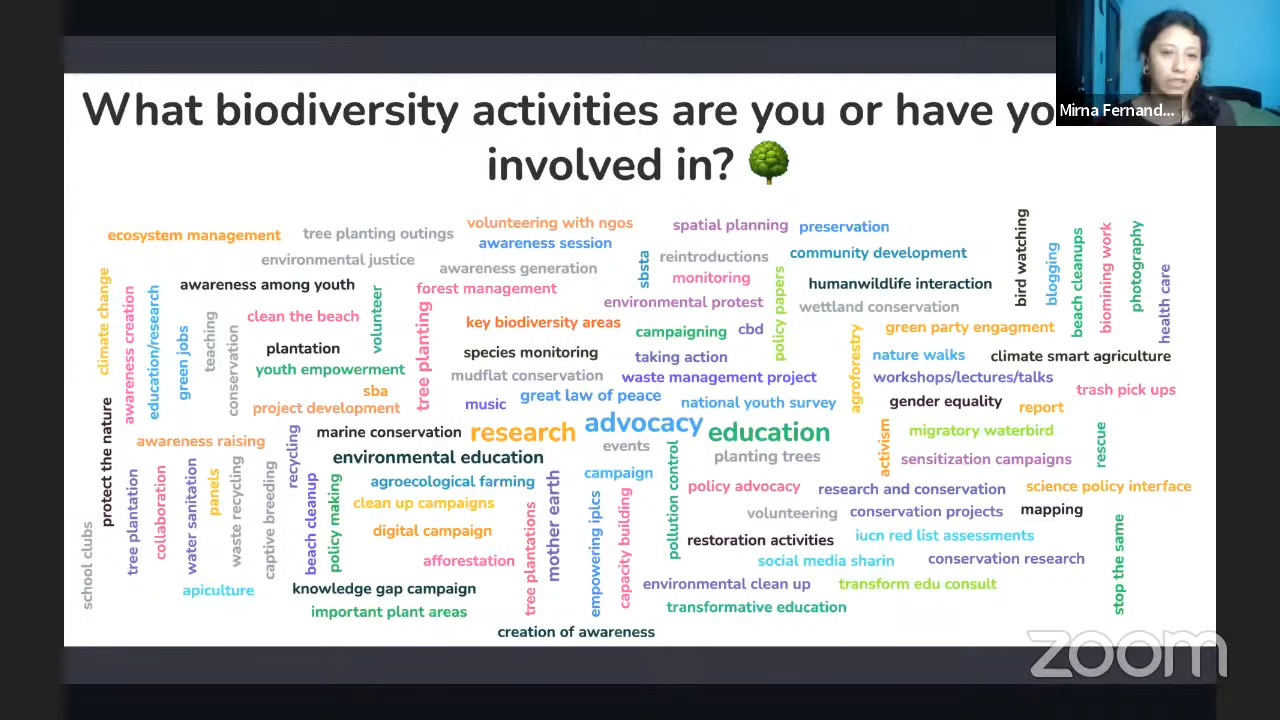 What biodiversity activities are you or have yo
involved in?
Mirna Fernand...
volunteering with ngos
spatial planning
preservation
ecosystem management
tree planting outings
awareness session
environmental justice
awareness generation
sbsta
reintroductions
community development
bird watching
blogging
beach cleanups
biomining work
photography
health care
climate change
awareness creation
education/research
awareness among youth
forest management
monitoring
humanwildlife interaction
green jobs
teaching
conservation
clean the beach
volunteer
tree planting
environmental protest
policy papers
wettland conservation
key biodiversity areas
campaigning
cbd
green party engagment
plantation
species monitoring
taking action
agroforestry
nature walks
climate smart agriculture
youth empowerment
mudflat conservation
waste management project
workshops/lectures/talks
sba
music
great law of peace
national youth survey
gender equality
trash pick ups
project development
report
protect the nature
awareness raising
recycling
marine conservation
research
advocacy
education
events
activism
migratory waterbird
rescue
environmental education
planting trees
sensitization campaigns
school clubs
tree plantation
collaboration
water sanitation
panels
waste recycling
captive breeding
beach cleanup
policy making
agroecological farming
campaign
pollution control
policy advocacy
research and conservation
science policy interface
clean up campaigns
tree plantations
mother earth
empowering iplcs
capacity building
volunteering
conservation projects
mapping
digital campaign
restoration activities
iucn red list assessments
stop the same
afforestation
social media sharin
conservation research
apiculture
knowledge gap campaign
environmental clean up
transform edu consult
important plant areas
transformative education
creation of awareness
zoom